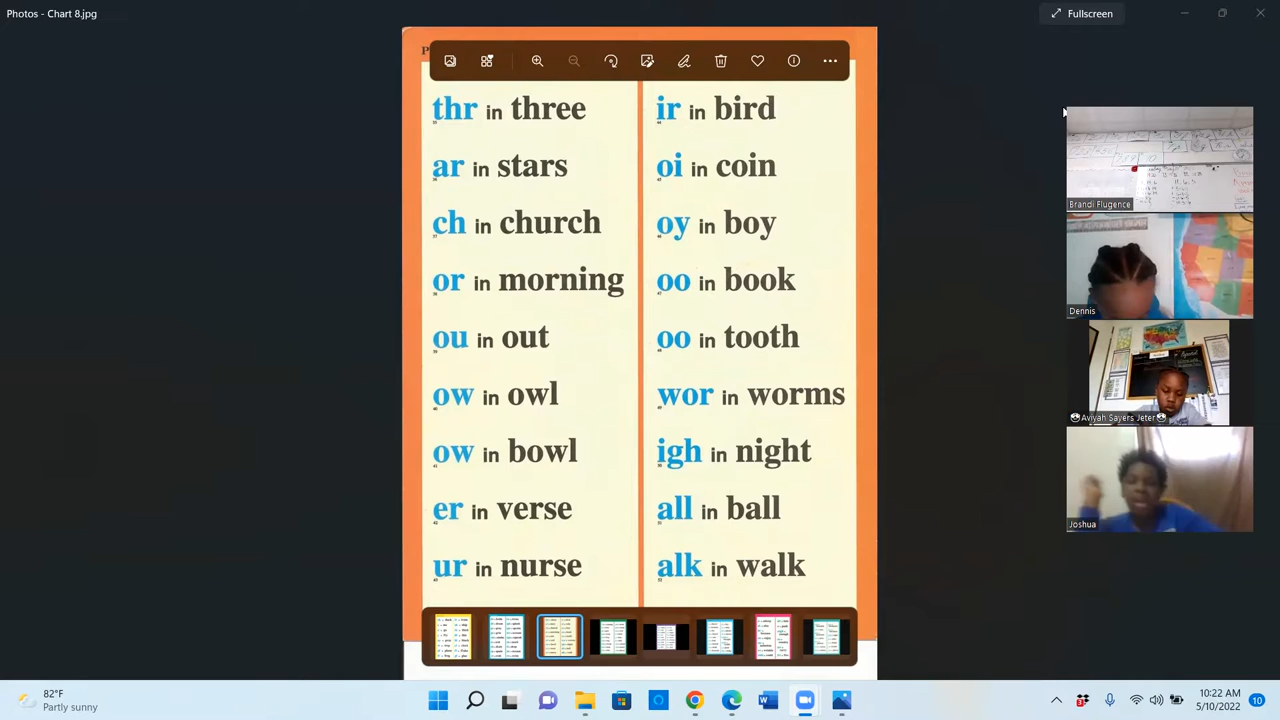 Photos - Chart 8.jpg
Fullscreen
P
thr in three
ar in stars
ch in church
or in morning
ou in out
ow in owl
ow in bowl
er in verse
ur in nurse
ir in bird
oi in coin
oy in boy
oo in book
oo in tooth
wor in worms
igh in night
all in ball
alk in walk
Brandi Flugence
Dennis
Aviyah Sayers Jeter
Joshua
82°F
Partly sunny
10:22 AM
5/10/2022
10